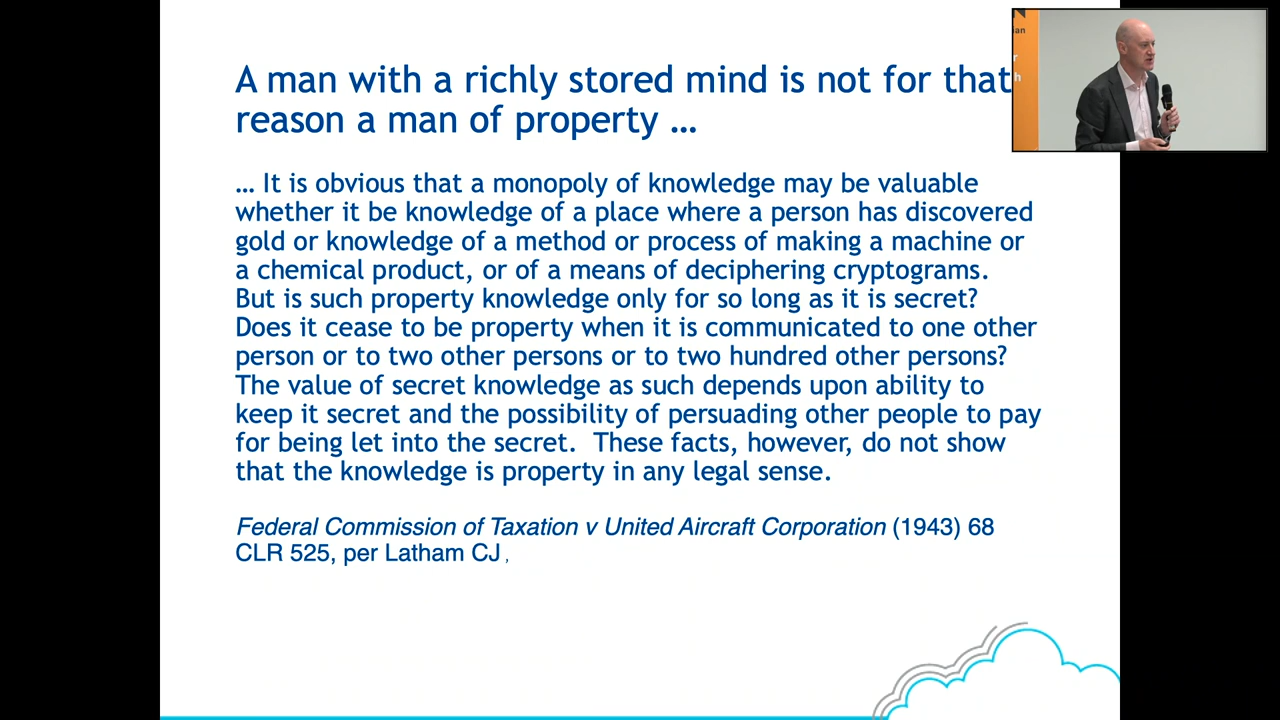 A man with a richly stored mind is not for that
reason a man of property …
… It is obvious that a monopoly of knowledge may be valuable
whether it be knowledge of a place where a person has discovered
gold or knowledge of a method or process of making a machine or
a chemical product, or of a means of deciphering cryptograms.
But is such property knowledge only for so long as it is secret?
Does it cease to be property when it is communicated to one other
person or to two other persons or to two hundred other persons?
The value of secret knowledge as such depends upon ability to
keep it secret and the possibility of persuading other people to pay
for being let into the secret.  These facts, however, do not show
that the knowledge is property in any legal sense.
Federal Commission of Taxation v United Aircraft Corporation (1943) 68
CLR 525, per Latham CJ ,